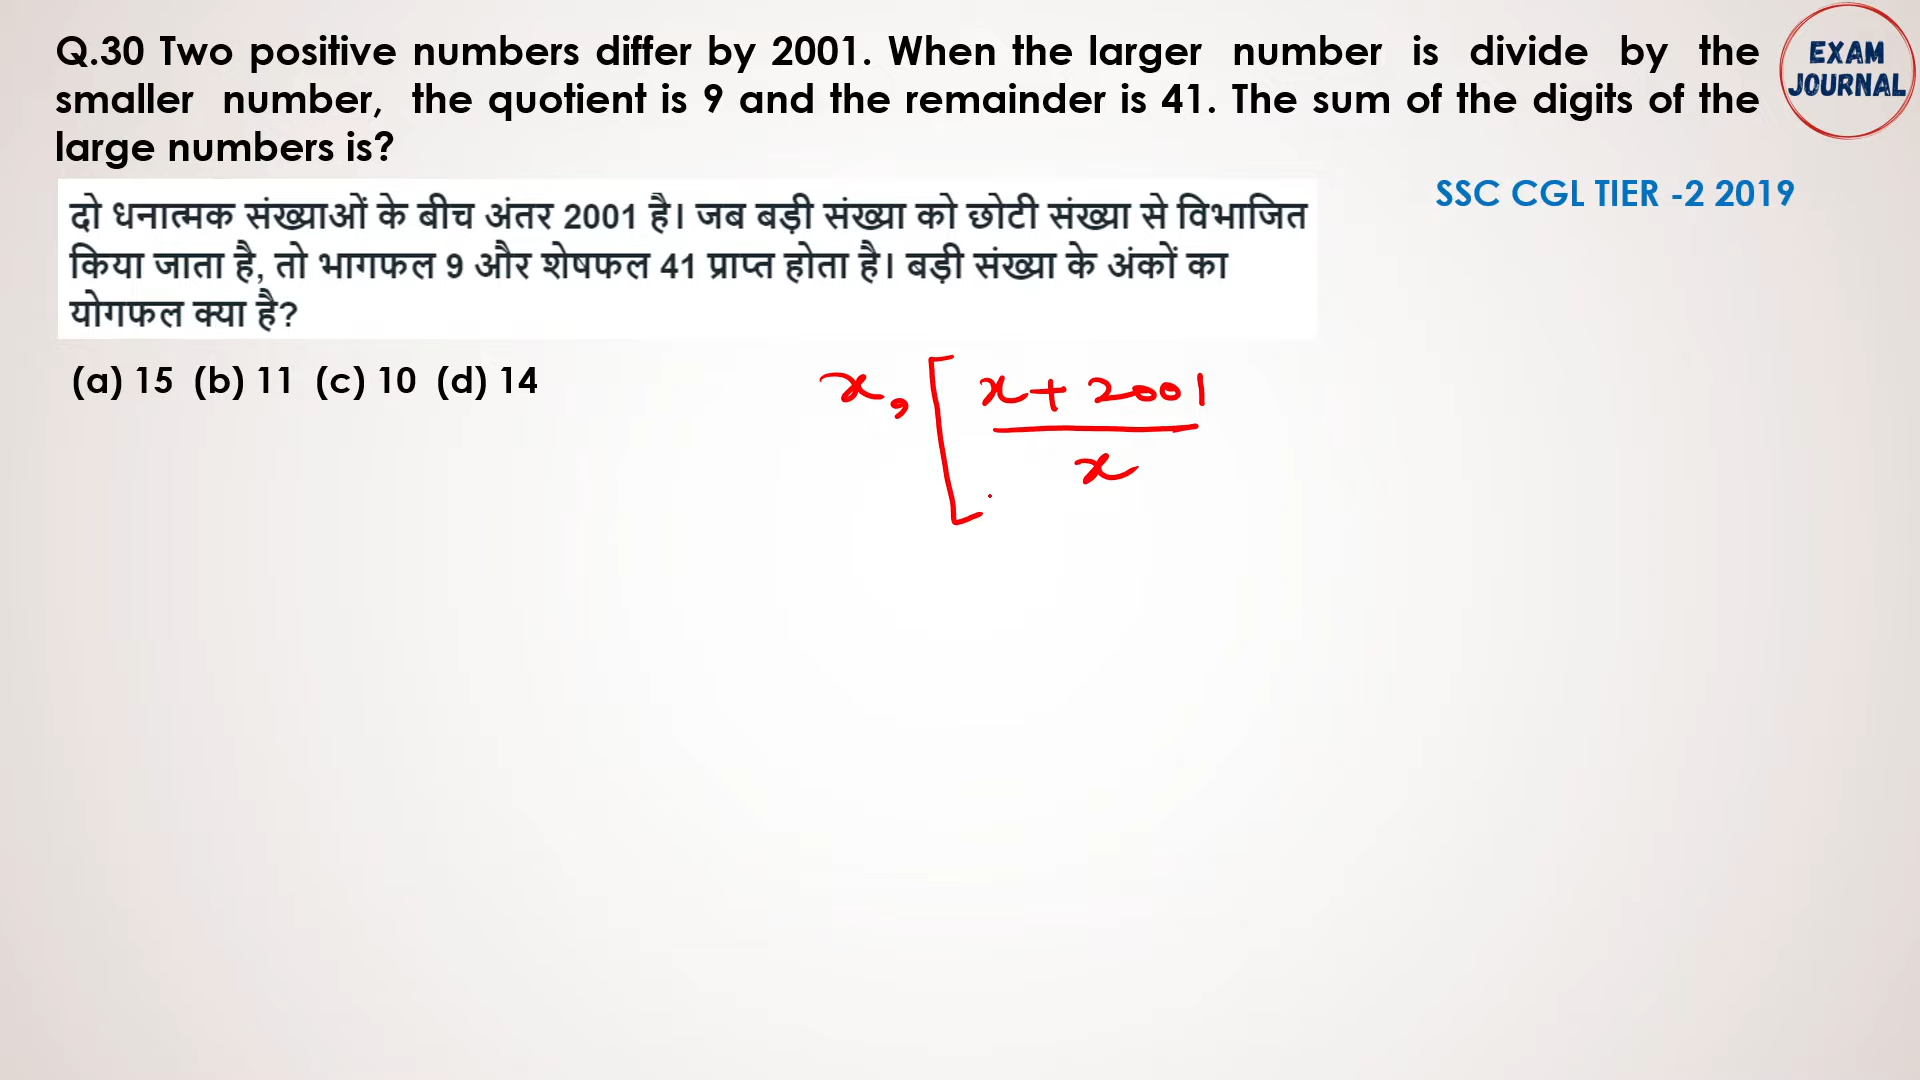 Q.30 Two positive numbers differ by 2001. When the larger number is divide by the
smaller number, the quotient is 9 and the remainder is 41. The sum of the digits of the
large numbers is?
EXAM
JOURNAL
SSC CGL TIER -2 2019
दो धनात्मक संख्याओं के बीच अंतर 2001 है। जब बड़ी संख्या को छोटी संख्या से विभाजित
किया जाता है, तो भागफल 9 और शेषफल 41 प्राप्त होता है। बड़ी संख्या के अंकों का
योगफल क्या है?
(a) 15 (b) 11 (c) 10 (d) 14
x, [ x + 2001
x